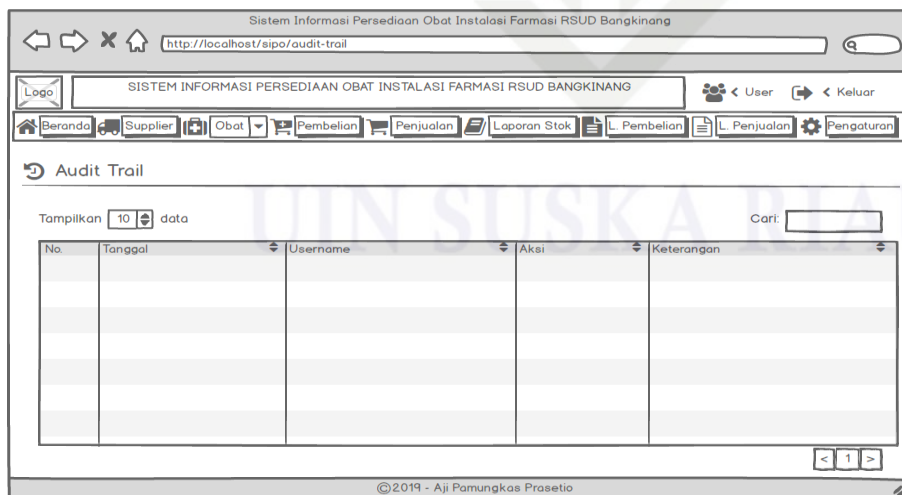 Sistem Informasi Persediaan Obat Instalasi Farmasi RSUD Bangkinang
http://localhost/sipo/audit-trail
Logo SISTEM INFORMASI PERSEDIAAN OBAT INSTALASI FARMASI RSUD BANGKINANG < User < Keluar
Beranda Supplier Obat Pembelian Penjualan Laporan Stok L. Pembelian L. Penjualan Pengaturan
Audit Trail
Tampilkan 10 data Cari:
No. Tanggal Username Aksi Keterangan
< 1 >
©2019 - Aji Pamungkas Prasetio
UIN SUSKA RIA